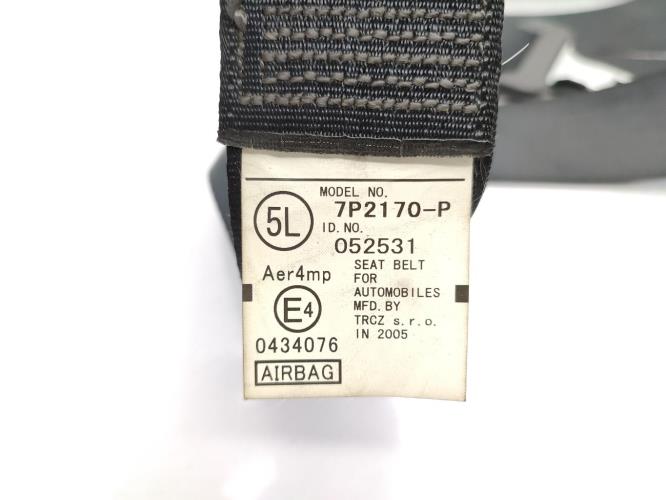 MODEL NO.
5L 7P2170-P
ID. NO.
052531
Aer4mp
E4
0434076
AIRBAG
SEAT BELT
FOR
AUTOMOBILES
MFD. BY
TRCZ s.r.o.
IN 2005